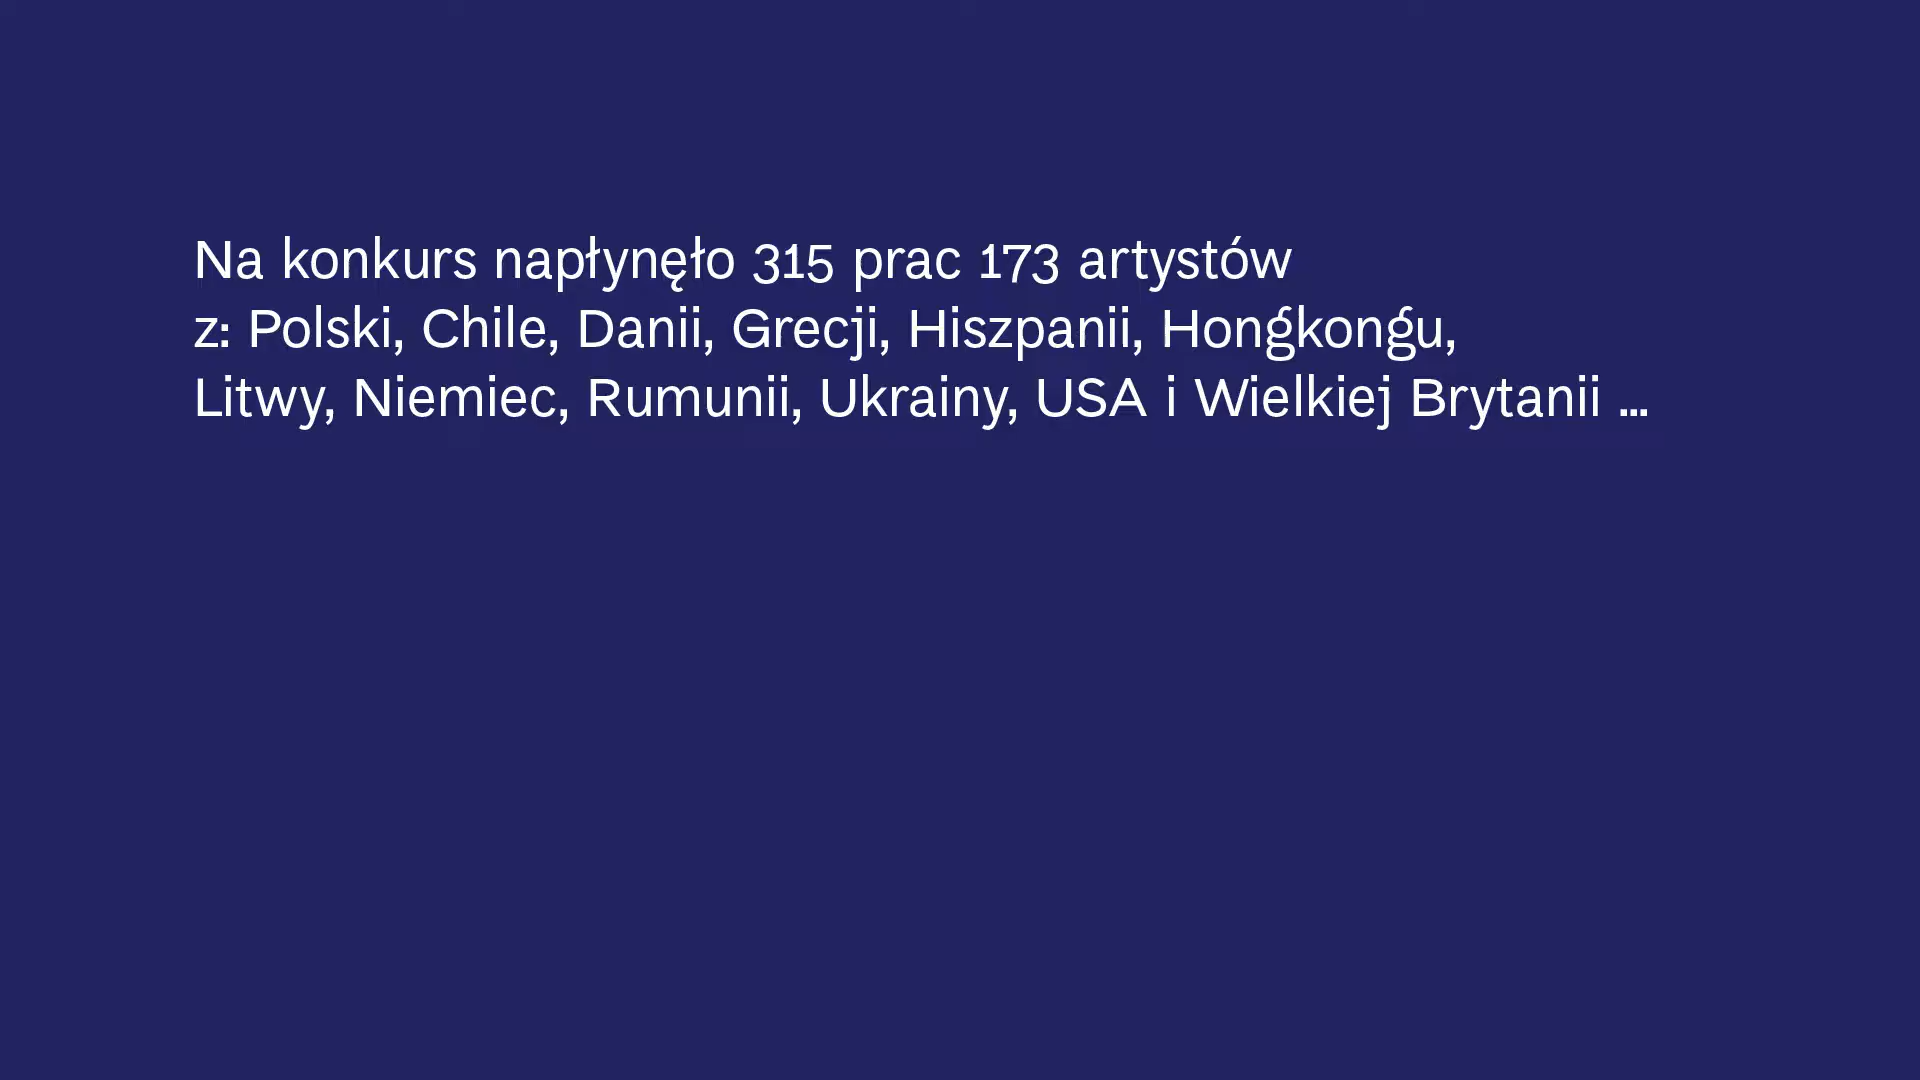 Na konkurs napłynęło 315 prac 173 artystów
z: Polski, Chile, Danii, Grecji, Hiszpanii, Hongkongu,
Litwy, Niemiec, Rumunii, Ukrainy, USA i Wielkiej Brytanii ...